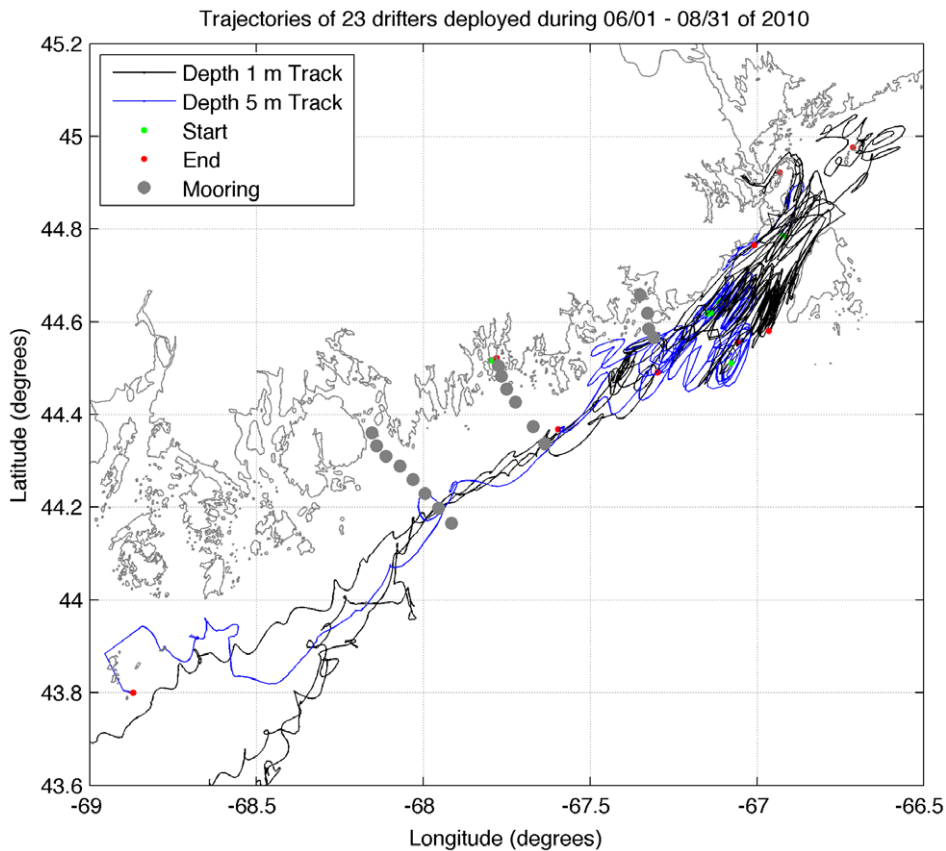 Trajectories of 23 drifters deployed during 06/01 - 08/31 of 2010
Depth 1 m Track
Depth 5 m Track
Start
End
Mooring
45.2
45
44.8
44.6
44.4
44.2
44
43.8
43.6
Latitude (degrees)
-69
-68.5
-68
-67.5
-67
-66.5
Longitude (degrees)